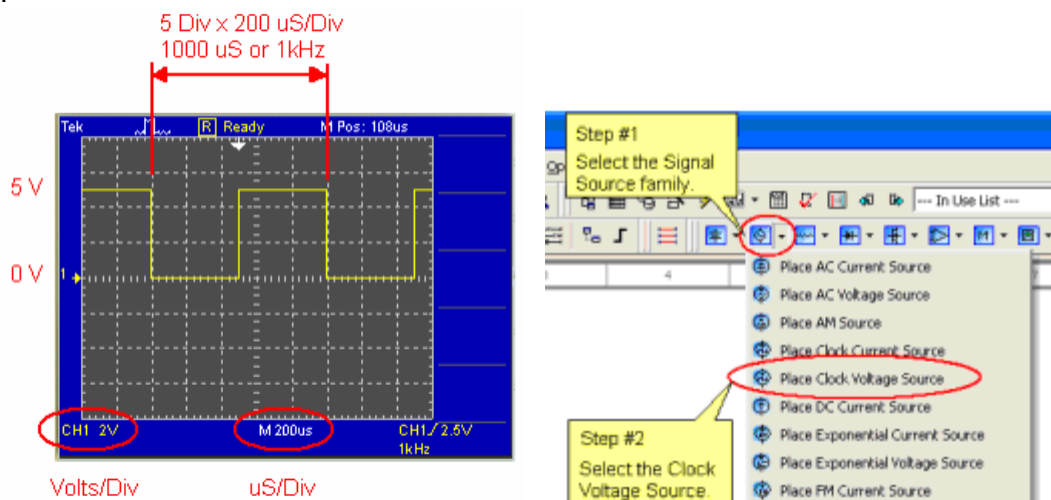 5 Div x 200 uS/Div
1000 uS or 1kHz
Tek
R Ready
M Pos: 108us
5 V
0 V
1
CH1 2V
M 200us
CH1 / 2.5V
1kHz
Volts/Div
uS/Div
Step #1
Select the Signal
Source family.
--- In Use List ---
4
Place AC Current Source
Place AC Voltage Source
Place AM Source
Place Clock Current Source
Place Clock Voltage Source
Place DC Current Source
Place Exponential Current Source
Place Exponential Voltage Source
Place FM Current Source
Step #2
Select the Clock
Voltage Source.